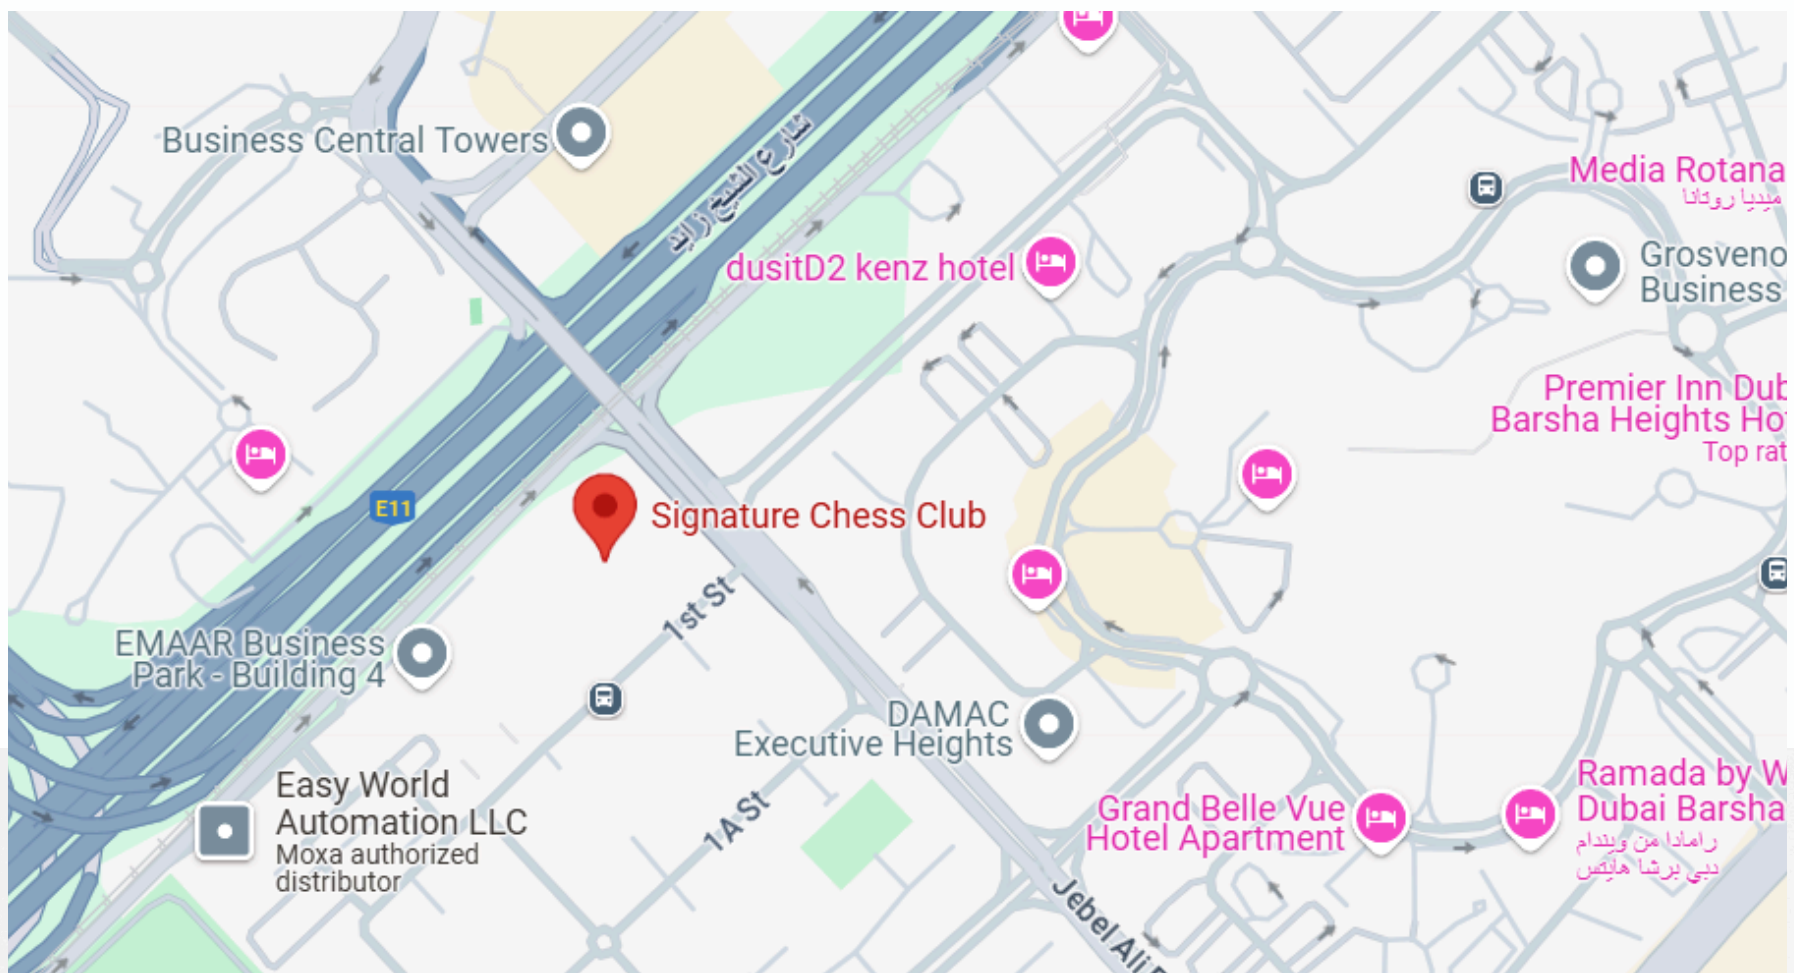 Business Central Towers
شارع الشيخ زايد
Media Rotana
ميديا روتانا
dusitD2 kenz hotel
Grosveno
Business
Premier Inn Dub
Barsha Heights Hot
Top rat
E11
Signature Chess Club
1st St
EMAAR Business
Park - Building 4
DAMAC
Executive Heights
Easy World
Automation LLC
Moxa authorized
distributor
1A St
Grand Belle Vue
Hotel Apartment
Ramada by W
Dubai Barsha
رامادا من ويندام
دبي برشا هايتس
Jebel Ali